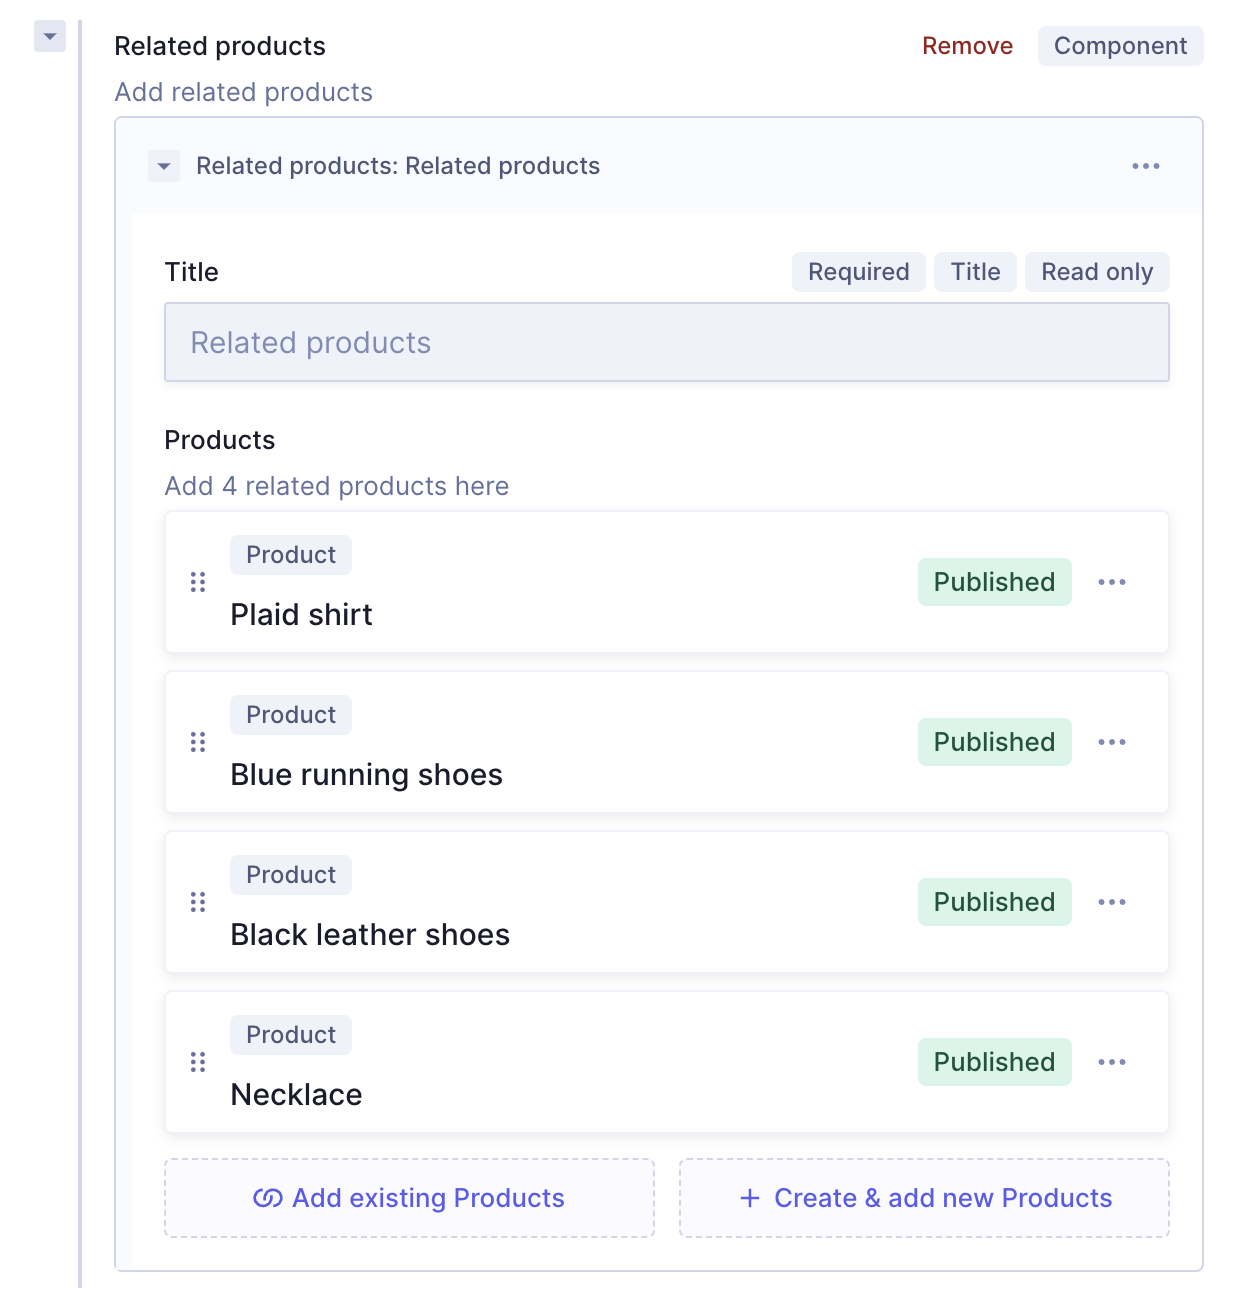 Related products
Remove
Component
Add related products
Related products: Related products
Title
Required
Title
Read only
Related products
Products
Add 4 related products here
Product
Plaid shirt
Published
Product
Blue running shoes
Published
Product
Black leather shoes
Published
Product
Necklace
Published
Add existing Products
Create & add new Products